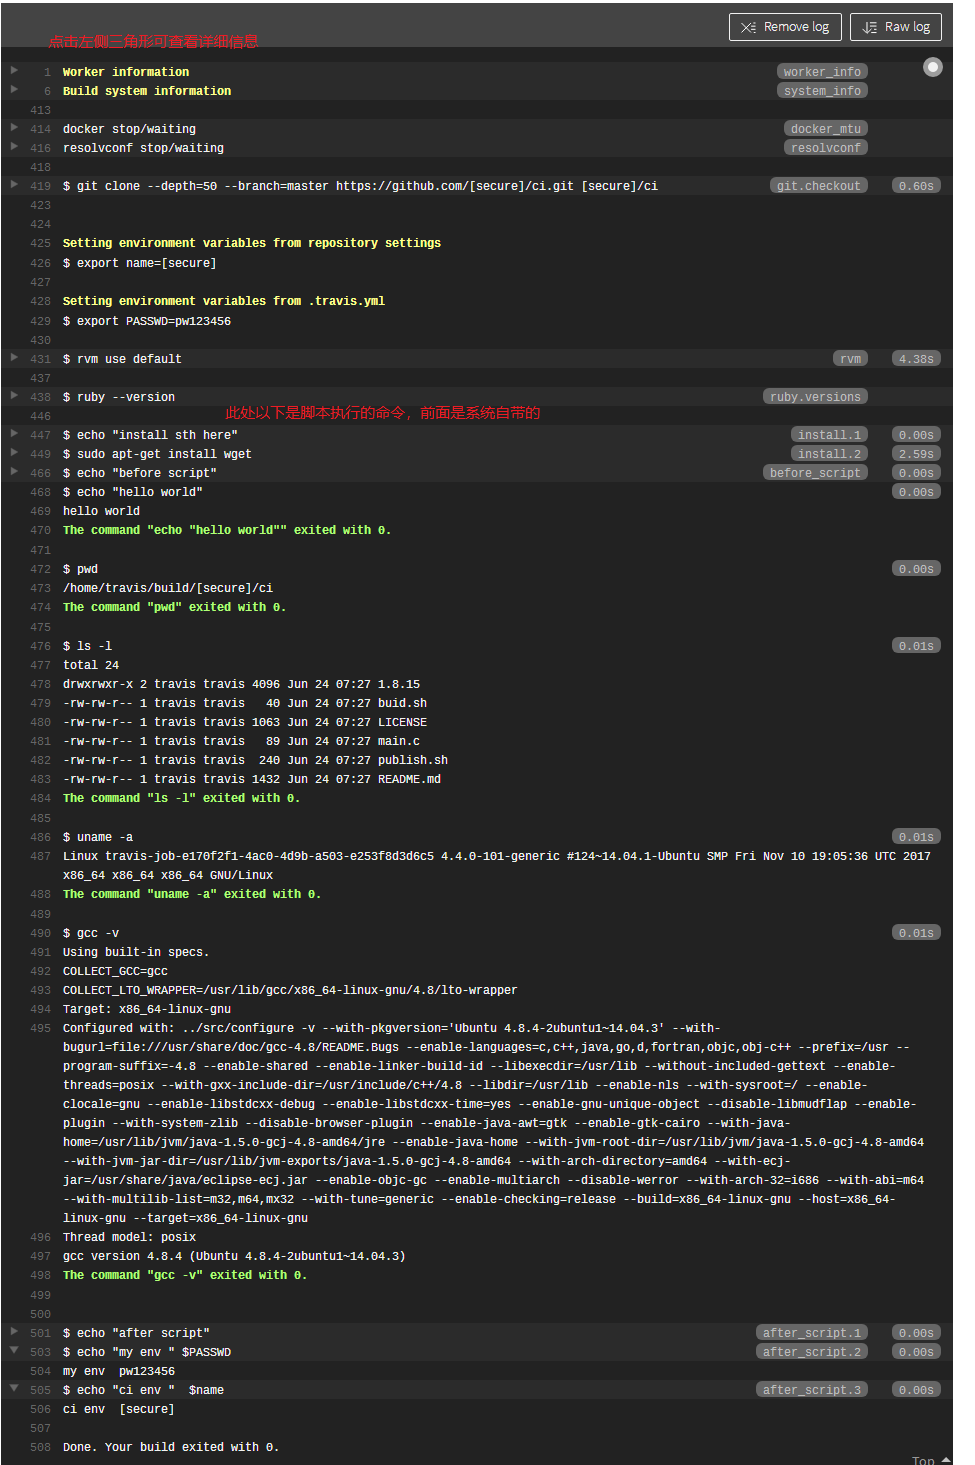 Remove log
Raw log
点击左侧三角形可查看详细信息
1 Worker information worker_info
6 Build system information system_info
413
414 docker stop/waiting docker_mtu
416 resolvconf stop/waiting resolvconf
418
419 $ git clone --depth=50 --branch=master https://github.com/[secure]/ci.git [secure]/ci git.checkout 0.60s
423
424
425 Setting environment variables from repository settings
426 $ export name=[secure]
427
428 Setting environment variables from .travis.yml
429 $ export PASSWD=pw123456
430
431 $ rvm use default rvm 4.38s
437
438 $ ruby --version ruby.versions
446 此处以下是脚本执行的命令，前面是系统自带的
447 $ echo "install sth here" install.1 0.00s
449 $ sudo apt-get install wget install.2 2.59s
466 $ echo "before script" before_script 0.00s
468 $ echo "hello world" 0.00s
469 hello world
470 The command "echo "hello world"" exited with 0.
471
472 $ pwd 0.00s
473 /home/travis/build/[secure]/ci
474 The command "pwd" exited with 0.
475
476 $ ls -l 0.01s
477 total 24
478 drwxrwxr-x 2 travis travis 4096 Jun 24 07:27 1.8.15
479 -rw-rw-r-- 1 travis travis   40 Jun 24 07:27 buid.sh
480 -rw-rw-r-- 1 travis travis 1063 Jun 24 07:27 LICENSE
481 -rw-rw-r-- 1 travis travis   89 Jun 24 07:27 main.c
482 -rw-rw-r-- 1 travis travis  240 Jun 24 07:27 publish.sh
483 -rw-rw-r-- 1 travis travis 1432 Jun 24 07:27 README.md
484 The command "ls -l" exited with 0.
485
486 $ uname -a 0.01s
487 Linux travis-job-e170f2f1-4ac0-4d9b-a503-e253f8d3d6c5 4.4.0-101-generic #124~14.04.1-Ubuntu SMP Fri Nov 10 19:05:36 UTC 2017
x86_64 x86_64 x86_64 GNU/Linux
488 The command "uname -a" exited with 0.
489
490 $ gcc -v 0.01s
491 Using built-in specs.
492 COLLECT_GCC=gcc
493 COLLECT_LTO_WRAPPER=/usr/lib/gcc/x86_64-linux-gnu/4.8/lto-wrapper
494 Target: x86_64-linux-gnu
495 Configured with: ../src/configure -v --with-pkgversion='Ubuntu 4.8.4-2ubuntu1~14.04.3' --with-
bugurl=file:///usr/share/doc/gcc-4.8/README.Bugs --enable-languages=c,c++,java,go,d,fortran,objc,obj-c++ --prefix=/usr --
program-suffix=-4.8 --enable-shared --enable-linker-build-id --libexecdir=/usr/lib --without-included-gettext --enable-
threads=posix --with-gxx-include-dir=/usr/include/c++/4.8 --libdir=/usr/lib --enable-nls --with-sysroot=/ --enable-
clocale=gnu --enable-libstdcxx-debug --enable-libstdcxx-time=yes --enable-gnu-unique-object --disable-libmudflap --enable-
plugin --with-system-zlib --disable-browser-plugin --enable-java-awt=gtk --enable-gtk-cairo --with-java-
home=/usr/lib/jvm/java-1.5.0-gcj-4.8-amd64/jre --enable-java-home --with-jvm-root-dir=/usr/lib/jvm/java-1.5.0-gcj-4.8-amd64
--with-jvm-jar-dir=/usr/lib/jvm-exports/java-1.5.0-gcj-4.8-amd64 --with-arch-directory=amd64 --with-ecj-
jar=/usr/share/java/eclipse-ecj.jar --enable-objc-gc --enable-multiarch --disable-werror --with-arch-32=i686 --with-abi=m64
--with-multilib-list=m32,m64,mx32 --with-tune=generic --enable-checking=release --build=x86_64-linux-gnu --host=x86_64-
linux-gnu --target=x86_64-linux-gnu
496 Thread model: posix
497 gcc version 4.8.4 (Ubuntu 4.8.4-2ubuntu1~14.04.3)
498 The command "gcc -v" exited with 0.
499
500
501 $ echo "after script" after_script.1 0.00s
503 $ echo "my env " $PASSWD after_script.2 0.00s
504 my env  pw123456
505 $ echo "ci env "  $name after_script.3 0.00s
506 ci env  [secure]
507
508 Done. Your build exited with 0.
Top